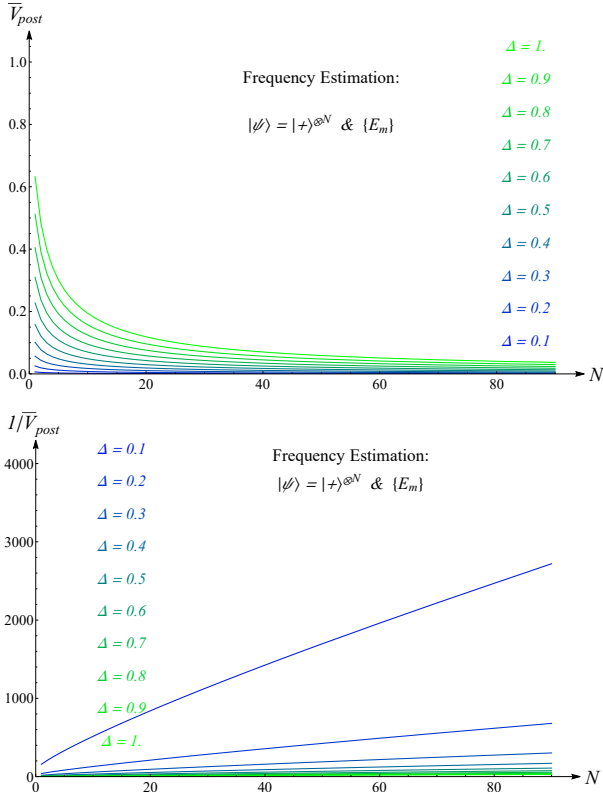 V̅post
Frequency Estimation:
|ψ⟩ = |+⟩⊗N & {Em}
Δ = 1.
Δ = 0.9
Δ = 0.8
Δ = 0.7
Δ = 0.6
Δ = 0.5
Δ = 0.4
Δ = 0.3
Δ = 0.2
Δ = 0.1
1.0
0.8
0.6
0.4
0.2
0.0
0 20 40 60 80 N
1/V̅post
Δ = 0.1
Δ = 0.2
Δ = 0.3
Δ = 0.4
Δ = 0.5
Δ = 0.6
Δ = 0.7
Δ = 0.8
Δ = 0.9
Δ = 1.
Frequency Estimation:
|ψ⟩ = |+⟩⊗N & {Em}
4000
3000
2000
1000
0
0 20 40 60 80 N